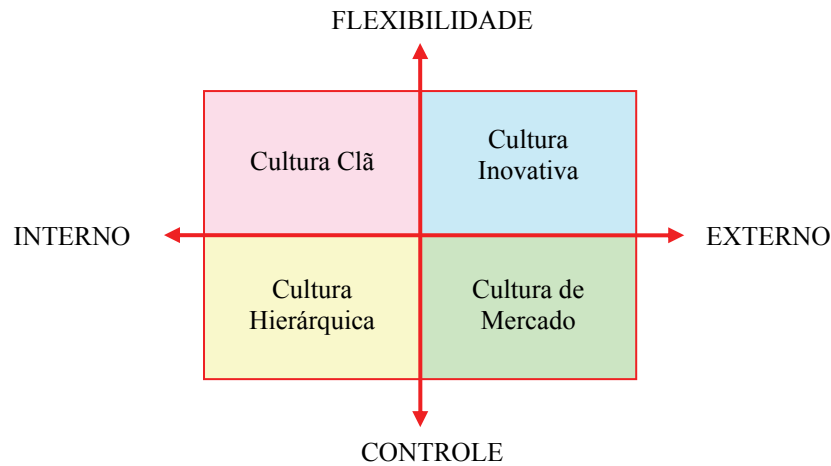 FLEXIBILIDADE
Cultura Clã
Cultura
Inovativa
INTERNO
EXTERNO
Cultura
Hierárquica
Cultura de
Mercado
CONTROLE